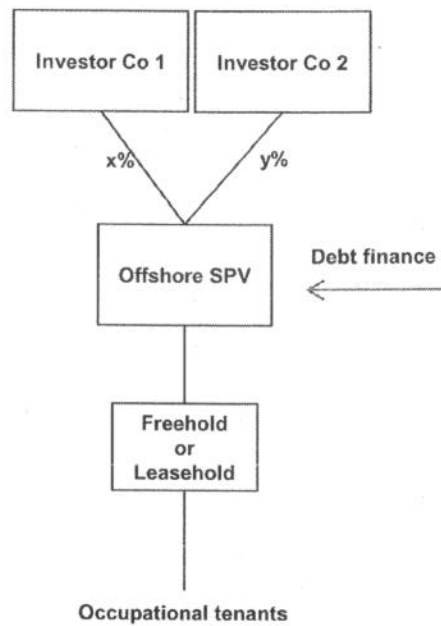 Investor Co 1
Investor Co 2
x%
y%
Offshore SPV
Debt finance
Freehold
or
Leasehold
Occupational tenants